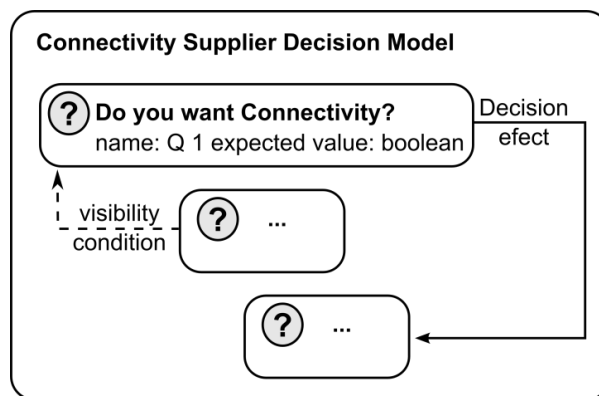 Connectivity Supplier Decision Model
? Do you want Connectivity?
name: Q 1 expected value: boolean
Decision
efect
visibility
condition
? ...
? ...